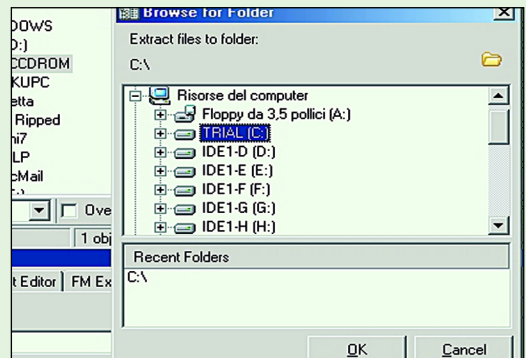 DOWS
D:)
CCDROM
KUPC
etta
Ripped
ni7
LP
cMail
Ove
1 obj
t Editor
FM Ex
Browse for Folder
Extract files to folder:
C:\
Risorse del computer
Floppy da 3,5 pollici (A:)
TRIAL (C:)
IDE1-D (D:)
IDE1-E (E:)
IDE1-F (F:)
IDE1-G (G:)
IDE1-H (H:)
Recent Folders
C:\
OK
Cancel